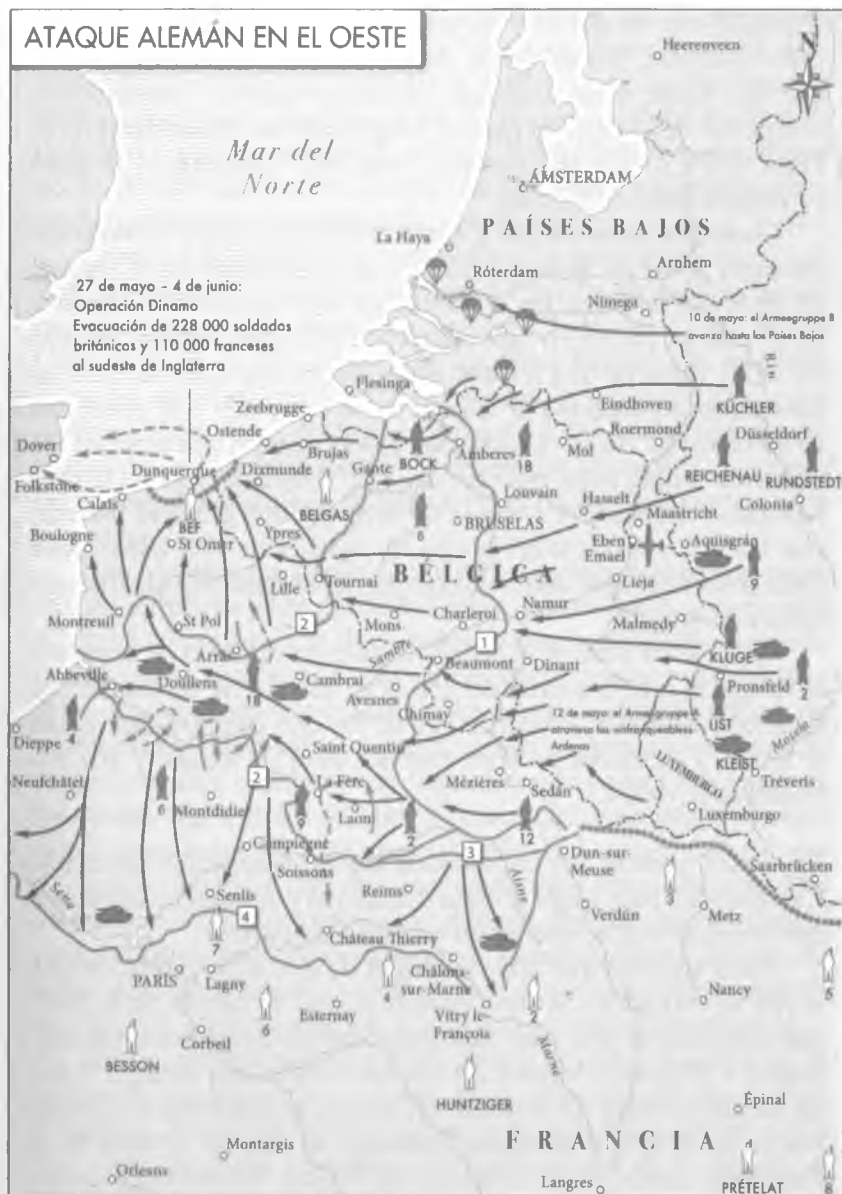 ATAQUE ALEMÁN EN EL OESTE
N
Heerenveen
Mar del
Norte
ÁMSTERDAM
PAÍSES BAJOS
La Haya
Róterdam
Arnhem
Nimega
27 de mayo - 4 de junio:
Operación Dinamo
Evacuación de 228 000 soldados
británicos y 110 000 franceses
al sudeste de Inglaterra
10 de mayo: el Armeegruppe B
avanza hasta los Países Bajos
Rin
Flesinga
Zeebrugge
Eindhoven
KÜCHLER
Ostende
Brujas
BOCK
Amberes
18
Mol
Roermond
Düsseldorf
REICHENAU
RUNDSTEDT
Dover
Folkstone
Dunquerque
Dixmunde
Gante
Calais
BEF
BELGAS
Louvain
Hasselt
Maastricht
Colonia
Boulogne
St Omer
Ypres
6
BRUSELAS
Eben
Emael
Aquisgrán
9
BÉLGICA
Lille
Tournai
Lieja
Montreuil
St Pol
2
Mons
Charleroi
Namur
Malmedy
1
Arras
Sambre
Beaumont
Dinant
KLUGE
Pronsfeld
2
Abbeville
Doullens
18
Cambrai
Avesnes
Chimay
LIST
12 de mayo: el Armeegruppe A
atraviesa las «infranqueables»
Ardenas
Mosela
KLEIST
Dieppe
4
Saint Quentin
Neufchâtel
2
La Fère
Mézières
Sedán
LUXEMBURGO
Tréveris
6
Montdidie
9
Laon
2
12
Luxemburgo
Campiegne
Soissons
3
Dun-sur-
Meuse
Saarbrücken
Reims
Aisne
Sena
Senlis
3
4
7
Verdún
Metz
Château Thierry
PARÍS
Lagny
Châlons-
sur-Marne
4
5
6
Esternay
Vitry le-
François
2
Nancy
Corbeil
BESSON
Marne
HUNTZIGER
Épinal
Montargis
FRANCIA
Orleans
Langres
PRÉTELAT
8